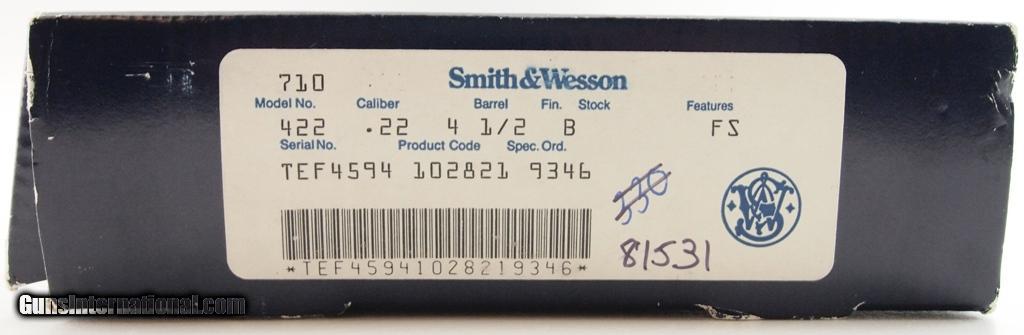 710 Smith & Wesson
Model No. Caliber Barrel Fin. Stock Features
422 .22 4 1/2 B FS
Serial No. Product Code Spec. Ord.
TEF4594 102821 9346
330
*TEF45941028219346*
81531
GunsInternational.com